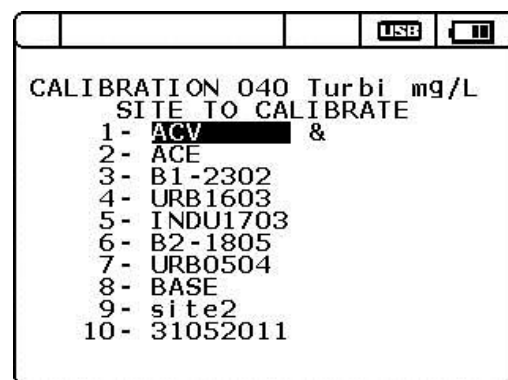 USB
CALIBRATION 040 Turbi mg/L
SITE TO CALIBRATE
1- ACV &
2- ACE
3- B1-2302
4- URB1603
5- INDU1703
6- B2-1805
7- URB0504
8- BASE
9- site2
10- 31052011